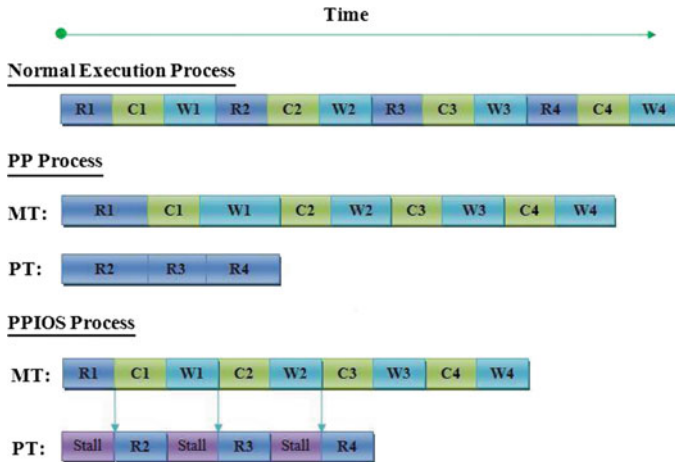 Time
Normal Execution Process
R1 C1 W1 R2 C2 W2 R3 C3 W3 R4 C4 W4
PP Process
MT: R1 C1 W1 C2 W2 C3 W3 C4 W4
PT: R2 R3 R4
PPIOS Process
MT: R1 C1 W1 C2 W2 C3 W3 C4 W4
PT: Stall R2 Stall R3 Stall R4